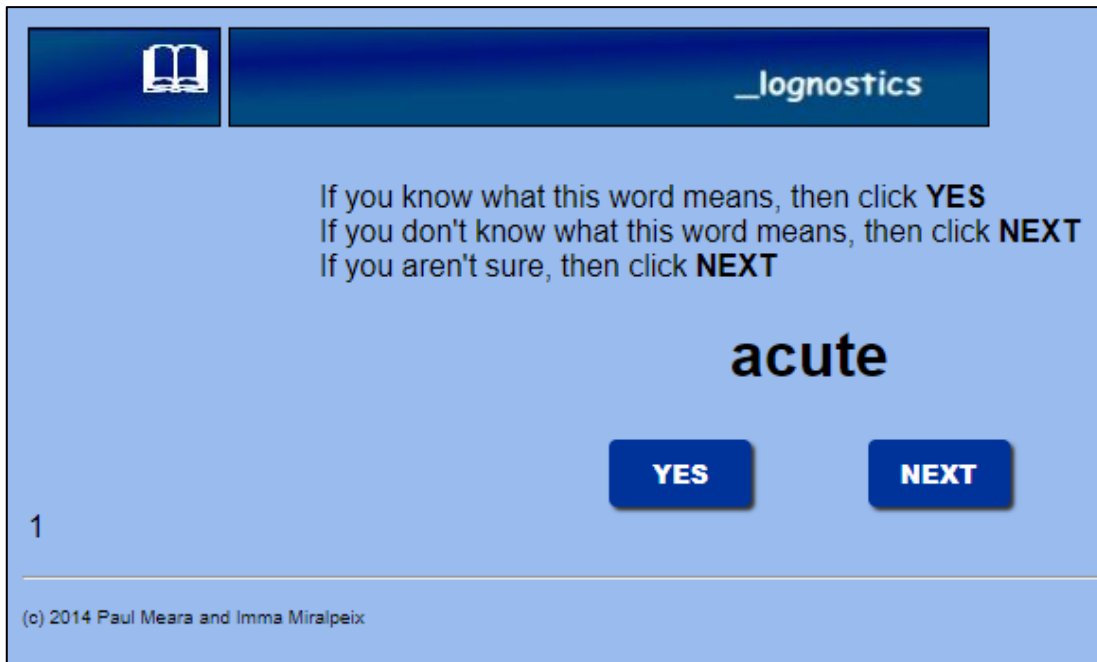 _lognostics
If you know what this word means, then click YES
If you don't know what this word means, then click NEXT
If you aren't sure, then click NEXT
acute
YES NEXT
1
(c) 2014 Paul Meara and Imma Miralpeix